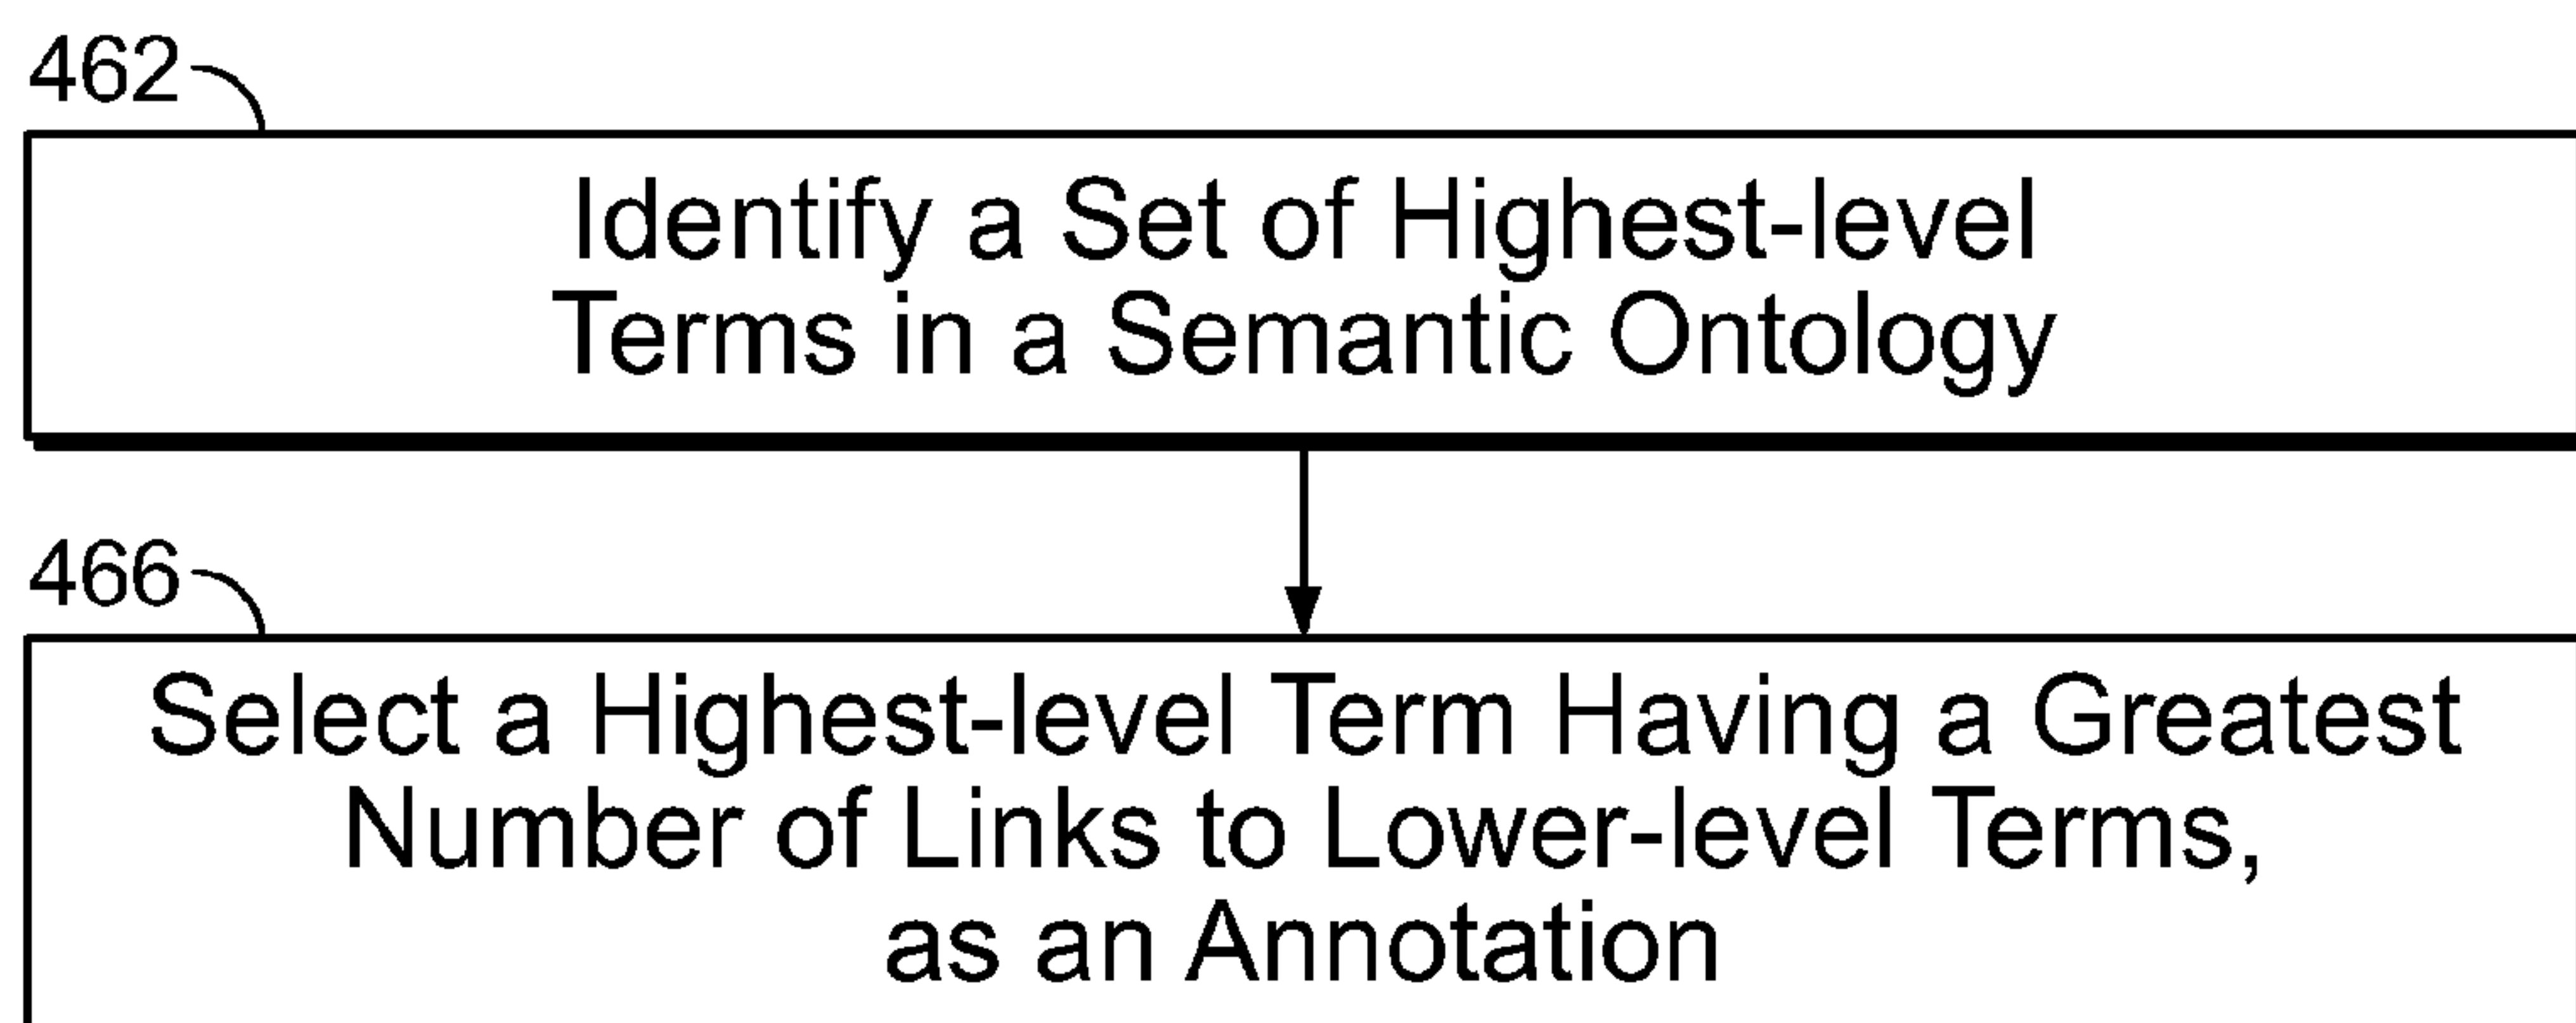 462
Identify a Set of Highest-level
Terms in a Semantic Ontology
466
Select a Highest-level Term Having a Greatest
Number of Links to Lower-level Terms,
as an Annotation